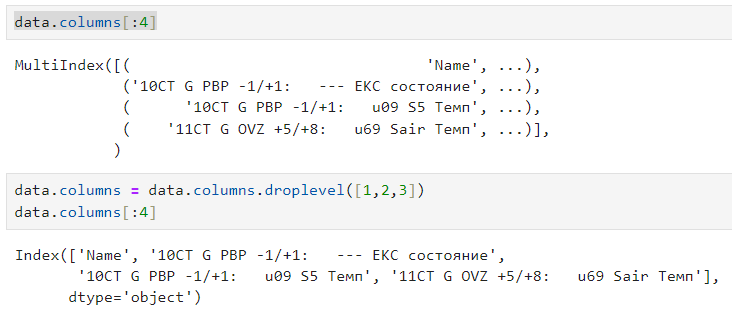 data.columns[:4]
MultiIndex([( 'Name', ...),
('10CT G PBP -1/+1:   --- ЕКС состояние', ...),
( '10CT G PBP -1/+1:   u09 S5 Темп', ...),
( '11CT G OVZ +5/+8:   u69 Sair Темп', ...)],
)
data.columns = data.columns.droplevel([1,2,3])
data.columns[:4]
Index(['Name', '10CT G PBP -1/+1:   --- ЕКС состояние',
'10CT G PBP -1/+1:   u09 S5 Темп', '11CT G OVZ +5/+8:   u69 Sair Темп'],
dtype='object')